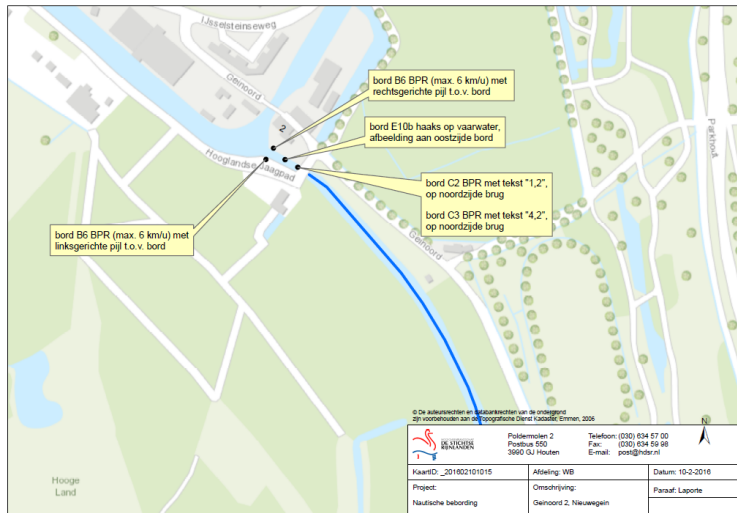 IJsselsteinseweg
Geinoord
bord B6 BPR (max. 6 km/u) met
rechtsgerichte pijl t.o.v. bord
2
bord E10b haaks op vaarwater,
afbeelding aan oostzijde bord
Parkhout
Hooglandse Jaagpad
bord C2 BPR met tekst "1,2",
op noordzijde brug
bord C3 BPR met tekst "4,2",
op noordzijde brug
bord B6 BPR (max. 6 km/u) met
linksgerichte pijl t.o.v. bord
Geinoord
© De auteursrechten en databankrechten van de ondergrond
zijn voorbehouden aan de Topografische Dienst Kadaster, Emmen, 2006
N
DE STICHTSE
RIJNLANDEN
Poldermolen 2
Postbus 550
3990 GJ Houten
Telefoon: (030) 634 57 00
Fax: (030) 634 59 98
E-mail: post@hdsr.nl
KaartID: _201602101015
Afdeling: WB
Datum: 10-2-2016
Project:
Nautische bebording
Omschrijving:
Geinoord 2, Nieuwegein
Paraaf: Laporte
Hooge
Land